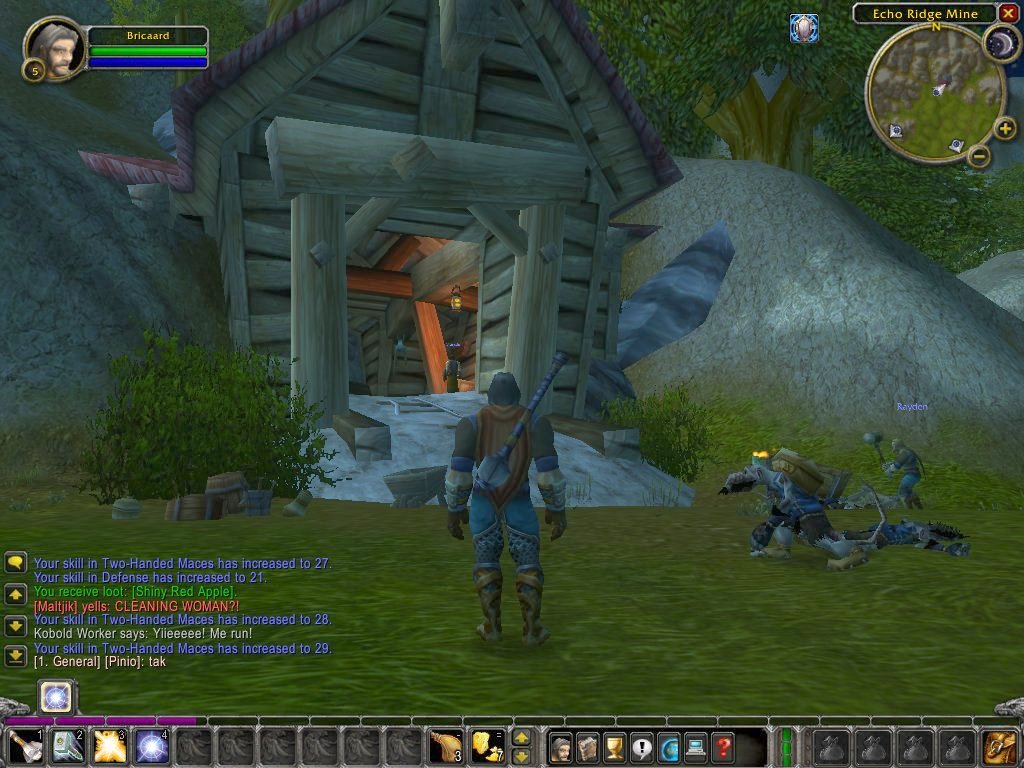 Bricaard
5
Echo Ridge Mine
N
Rayden
Your skill in Two-Handed Maces has increased to 27.
Your skill in Defense has increased to 21.
You receive loot: [Shiny Red Apple].
[Maltjik] yells: CLEANING WOMAN?!
Your skill in Two-Handed Maces has increased to 28.
Kobold Worker says: Yiieeeee! Me run!
Your skill in Two-Handed Maces has increased to 29.
[1. General] [Pinio]: tak
1 2 3 4 - = 
3 7